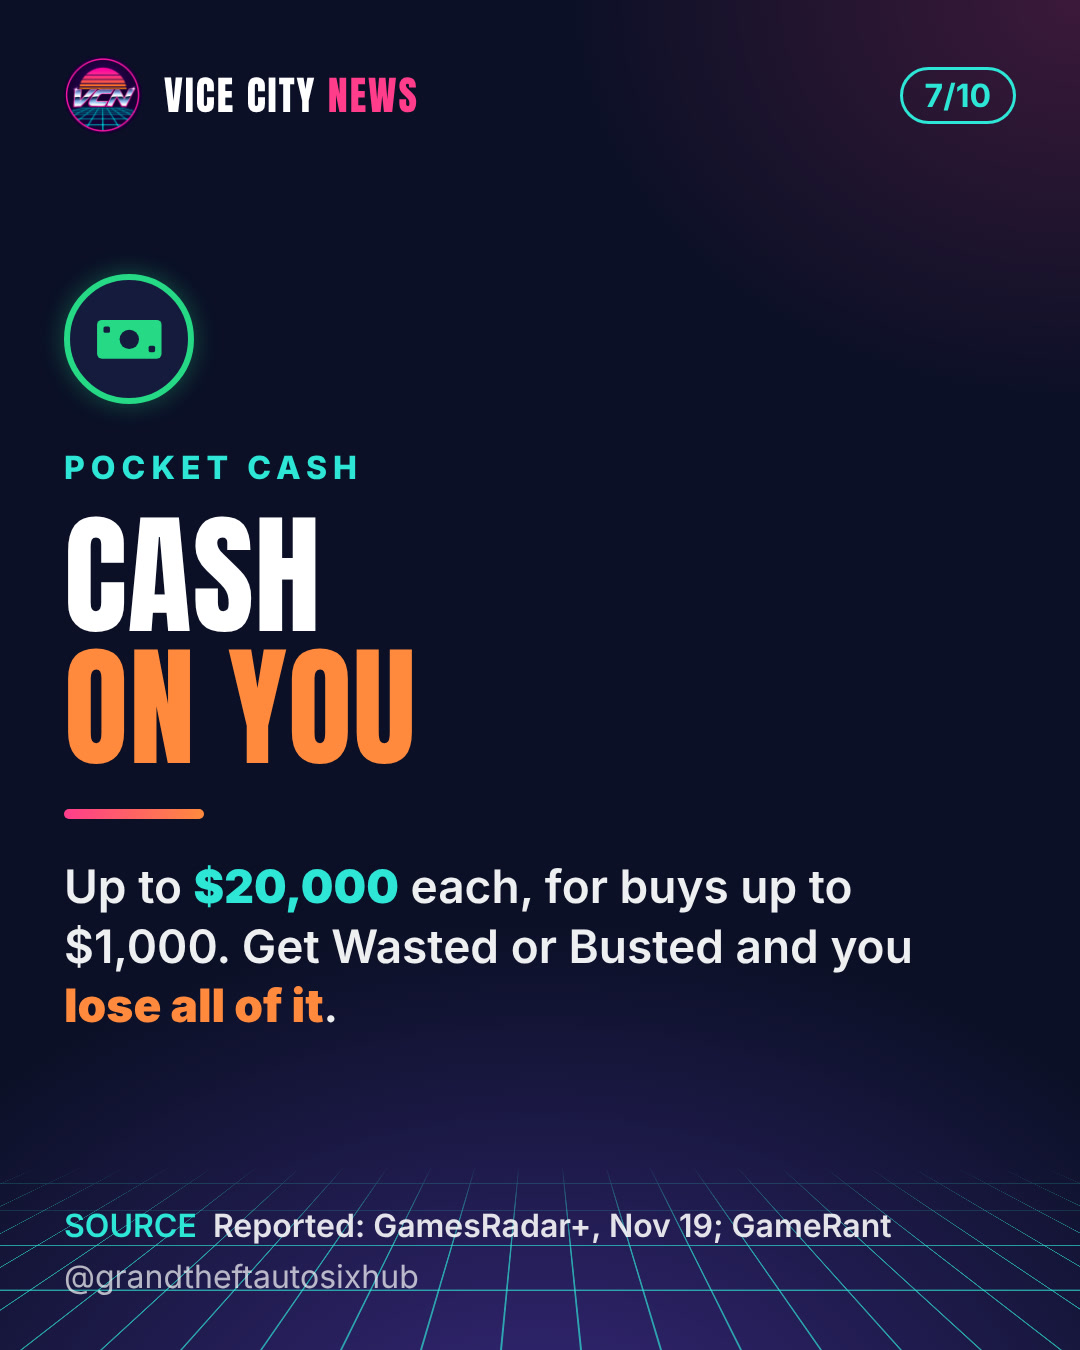 VCN
VICE CITY NEWS
7/10
POCKET CASH
CASH
ON YOU
Up to $20,000 each, for buys up to
$1,000. Get Wasted or Busted and you
lose all of it.
SOURCE Reported: GamesRadar+, Nov 19; GameRant
@grandtheftautosixhub